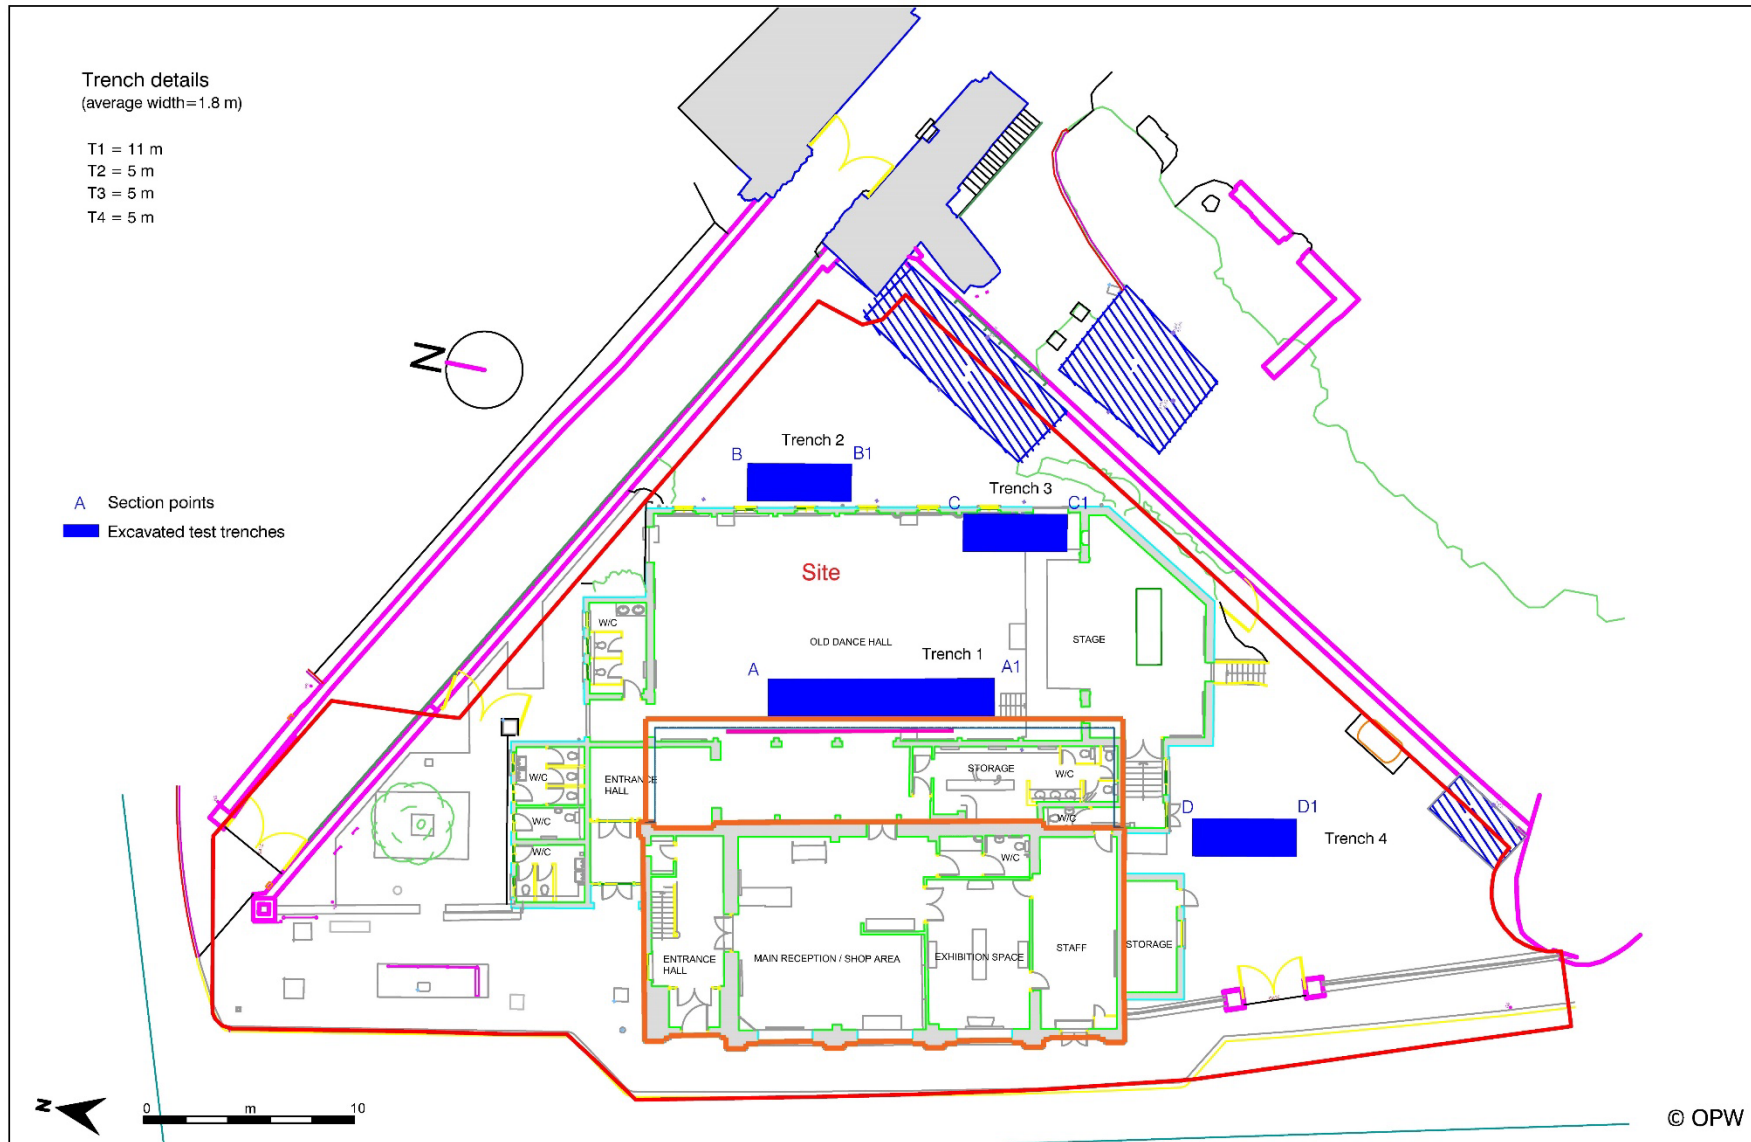 Trench details
(average width=1.8 m)
T1 = 11 m
T2 = 5 m
T3 = 5 m
T4 = 5 m
N
Trench 2
B
B1
A Section points
Excavated test trenches
Trench 3
C
C1
Site
W/C
OLD DANCE HALL
STAGE
Trench 1
A
A1
W/C
ENTRANCE
HALL
STORAGE
W/C
W/C
W/C
D
D1
Trench 4
W/C
W/C
ENTRANCE
HALL
MAIN RECEPTION / SHOP AREA
EXHIBITION SPACE
STAFF
STORAGE
N
0 m 10
© OPW